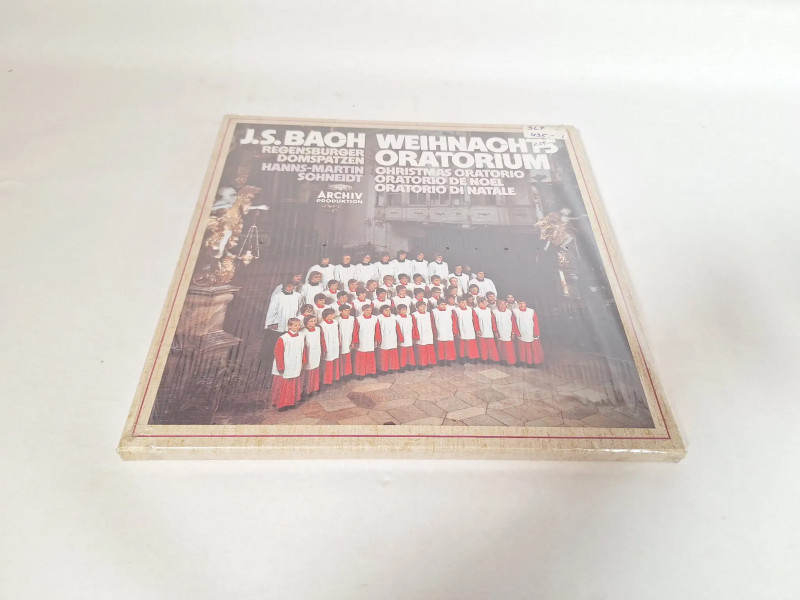 J.S. BACH
REGENSBURGER
DOMSPATZEN
HANNS-MARTIN
SCHNEIDT
ARCHIV
PRODUKTION
WEIHNACHTS
ORATORIUM
CHRISTMAS ORATORIO
ORATORIO DE NOEL
ORATORIO DI NATALE